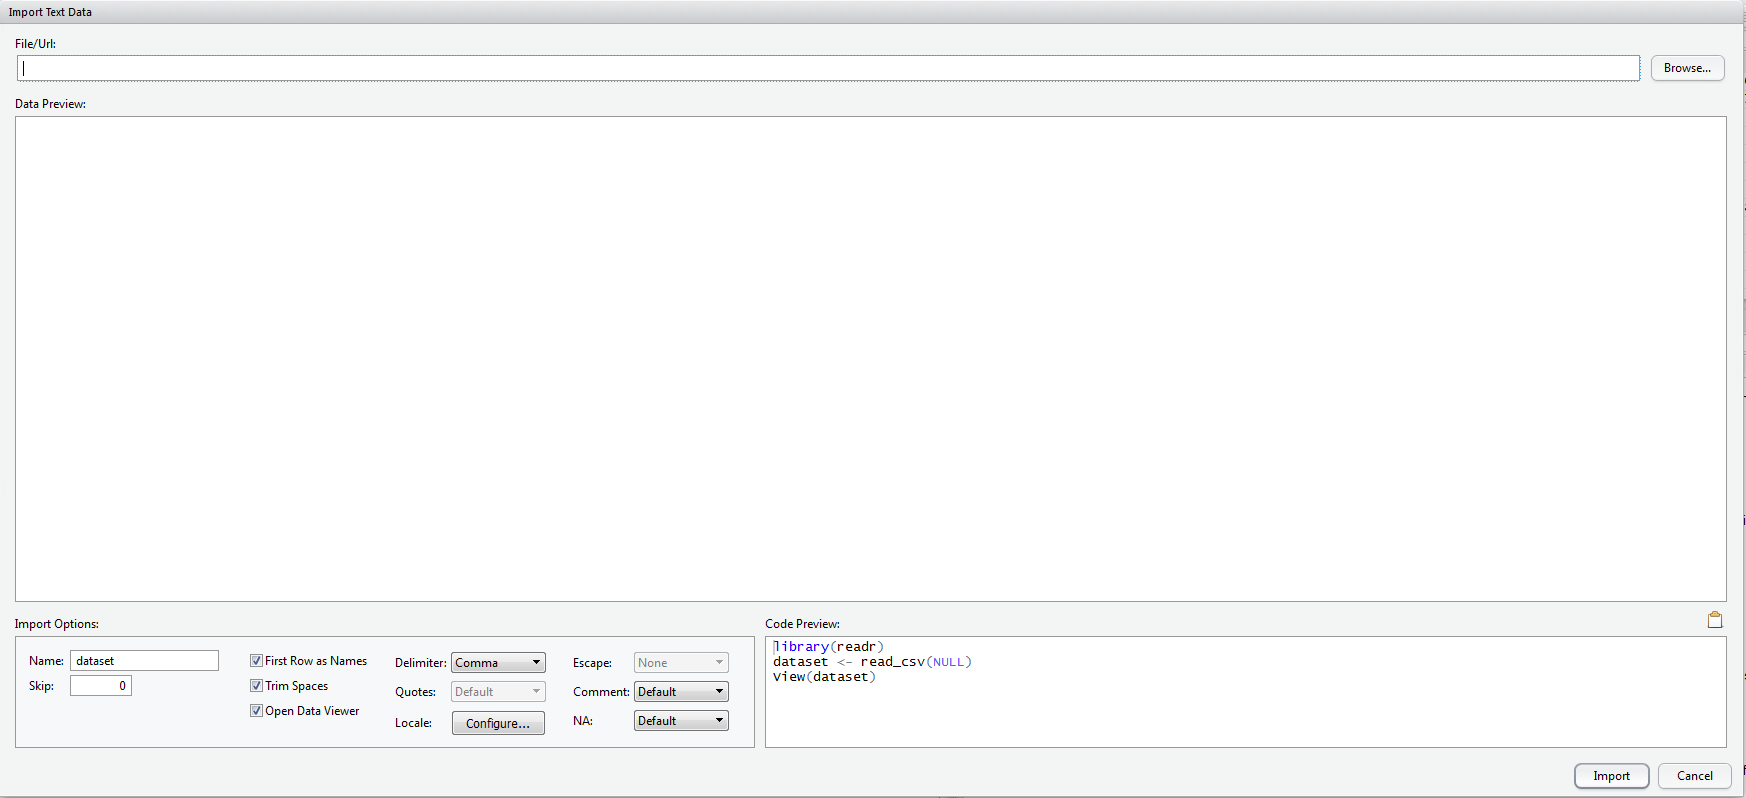 Import Text Data
File/Url:
Browse...
Data Preview:
Import Options:
Name: dataset
Skip: 0
First Row as Names
Trim Spaces
Open Data Viewer
Delimiter: Comma
Quotes: Default
Locale: Configure...
Escape: None
Comment: Default
NA: Default
Code Preview:
library(readr)
dataset <- read_csv(NULL)
View(dataset)
Import
Cancel